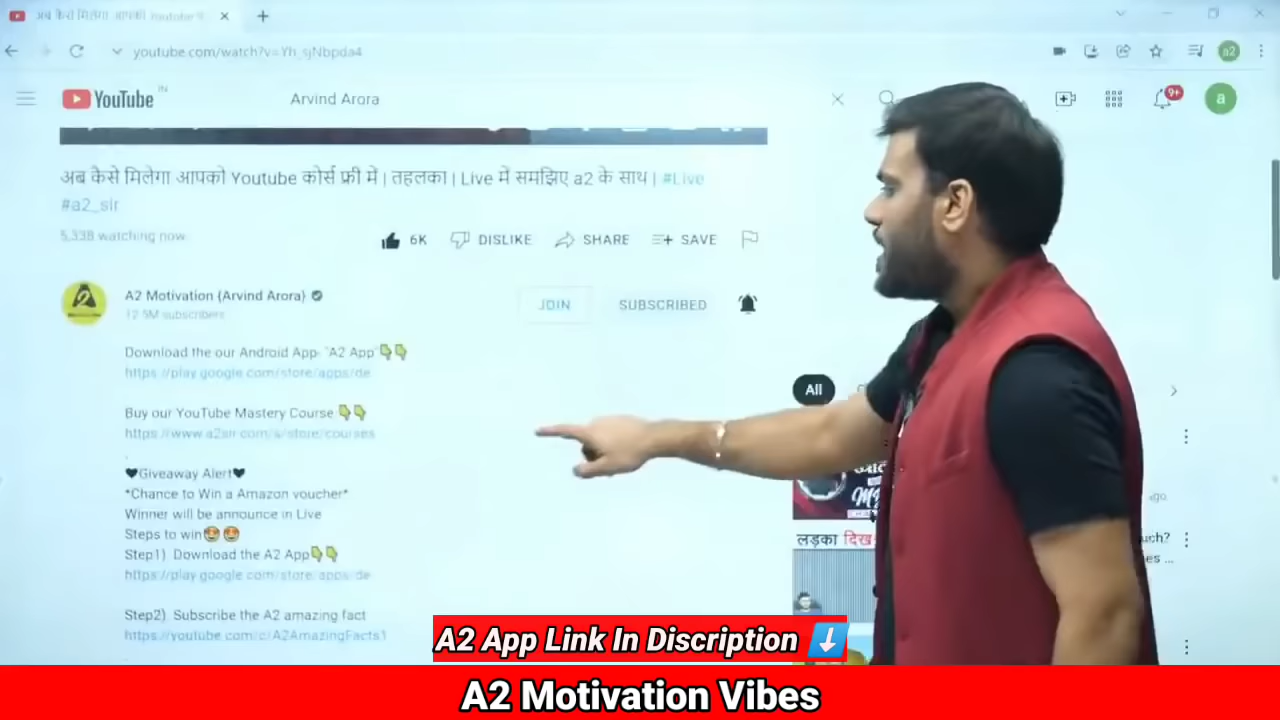 youtube.com/watch?v=Yh_sjNbpda4
a2
YouTube IN
Arvind Arora
9+
a
अब कैसे मिलेगा आपको Youtube कोर्स फ्री में | तहलका | Live में समझिए a2 के साथ | #Live
#a2_sir
5,338 watching now
6K DISLIKE SHARE SAVE
A2 Motivation {Arvind Arora}
12.5M subscribers
JOIN SUBSCRIBED
Download the our Android App- "A2 App"👇👇
https://play.google.com/store/apps/de
Buy our YouTube Mastery Course 👇👇
https://www.a2sir.com/s/store/courses
.
🖤Giveaway Alert🖤
*Chance to Win a Amazon voucher*
Winner will be announce in Live
Steps to win🤩🤩
Step1) Download the A2 App👇👇
https://play.google.com/store/apps/de
Step2) Subscribe the A2 amazing fact
https://youtube.com/c/A2AmazingFacts1
All
लड़का दिख
A2 App Link In Discription ⬇️
A2 Motivation Vibes